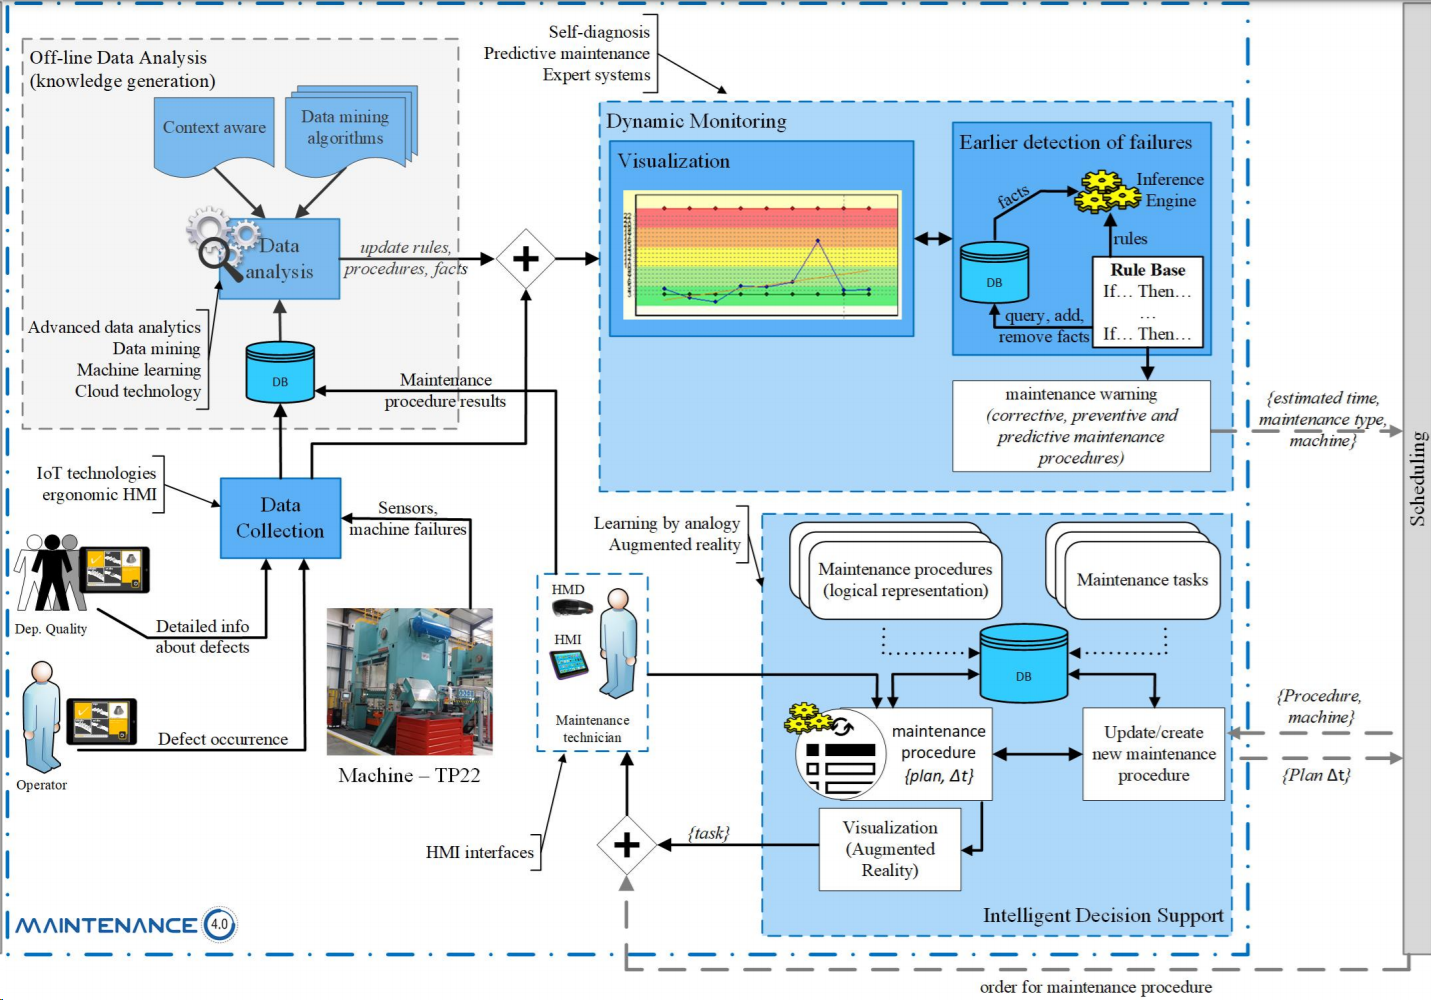 Self-diagnosis
Predictive maintenance
Expert systems
Off-line Data Analysis
(knowledge generation)
Context aware
Data mining
algorithms
Data
analysis
update rules,
procedures, facts
Advanced data analytics
Data mining
Machine learning
Cloud technology
DB
Maintenance
procedure results
Dynamic Monitoring
Visualization
Earlier detection of failures
facts
Inference
Engine
rules
DB
Rule Base
If… Then…
…
If… Then…
query, add,
remove facts
maintenance warning
(corrective, preventive and
predictive maintenance
procedures)
{estimated time,
maintenance type,
machine}
Scheduling
IoT technologies
ergonomic HMI
Data
Collection
Sensors,
machine failures
Dep. Quality
Detailed info
about defects
Operator
Defect occurrence
Machine – TP22
HMD
HMI
Maintenance
technician
HMI interfaces
Learning by analogy
Augmented reality
Maintenance procedures
(logical representation)
Maintenance tasks
DB
maintenance
procedure
{plan, Δt}
Update/create
new maintenance
procedure
{Procedure,
machine}
{Plan Δt}
Visualization
(Augmented
Reality)
{task}
Intelligent Decision Support
MAINTENANCE 4.0
order for maintenance procedure